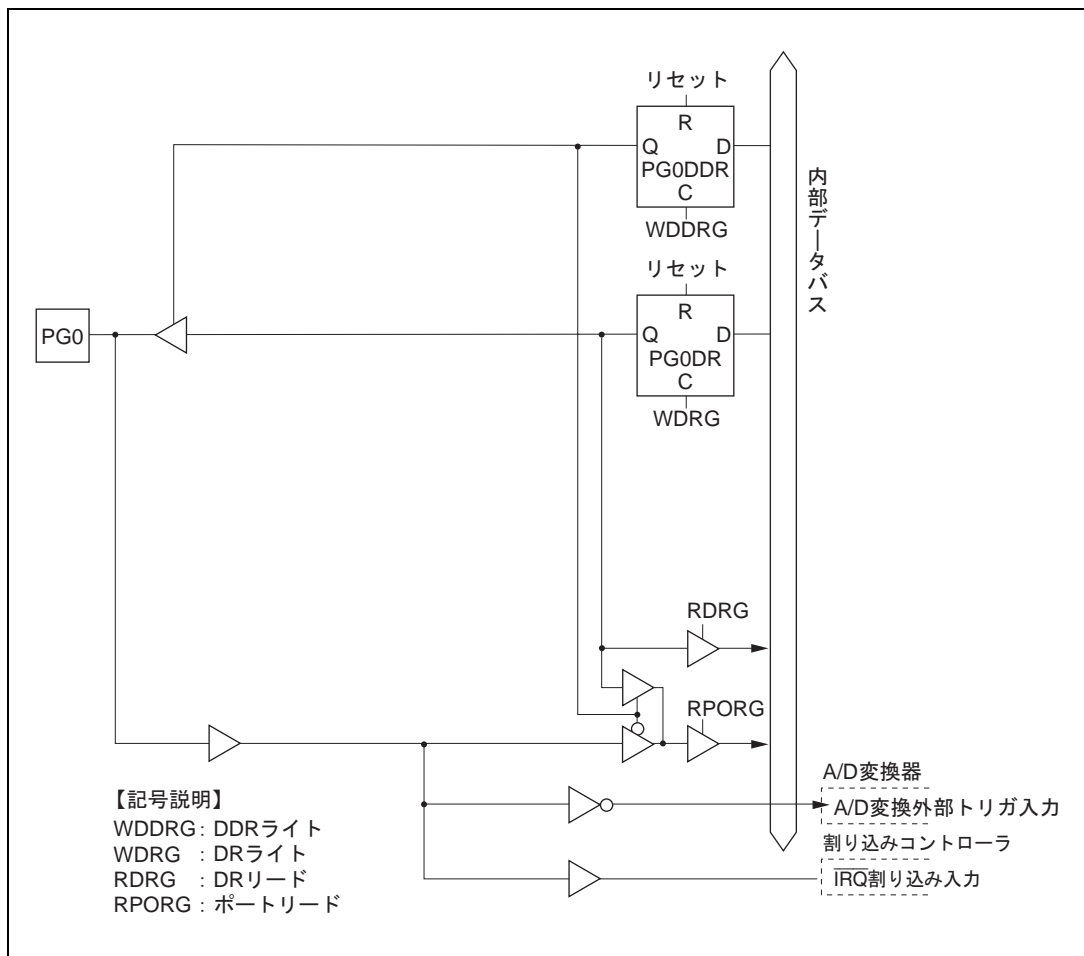 リセット
R
Q D
PG0DDR
C
WDDRG
内部データバス
リセット
R
Q D
PG0DR
C
WDRG
PG0
RDRG
RPORG
A/D変換器
A/D変換外部トリガ入力
割り込みコントローラ
IRQ割り込み入力
【記号説明】
WDDRG : DDRライト
WDRG : DRライト
RDRG : DRリード
RPORG : ポートリード